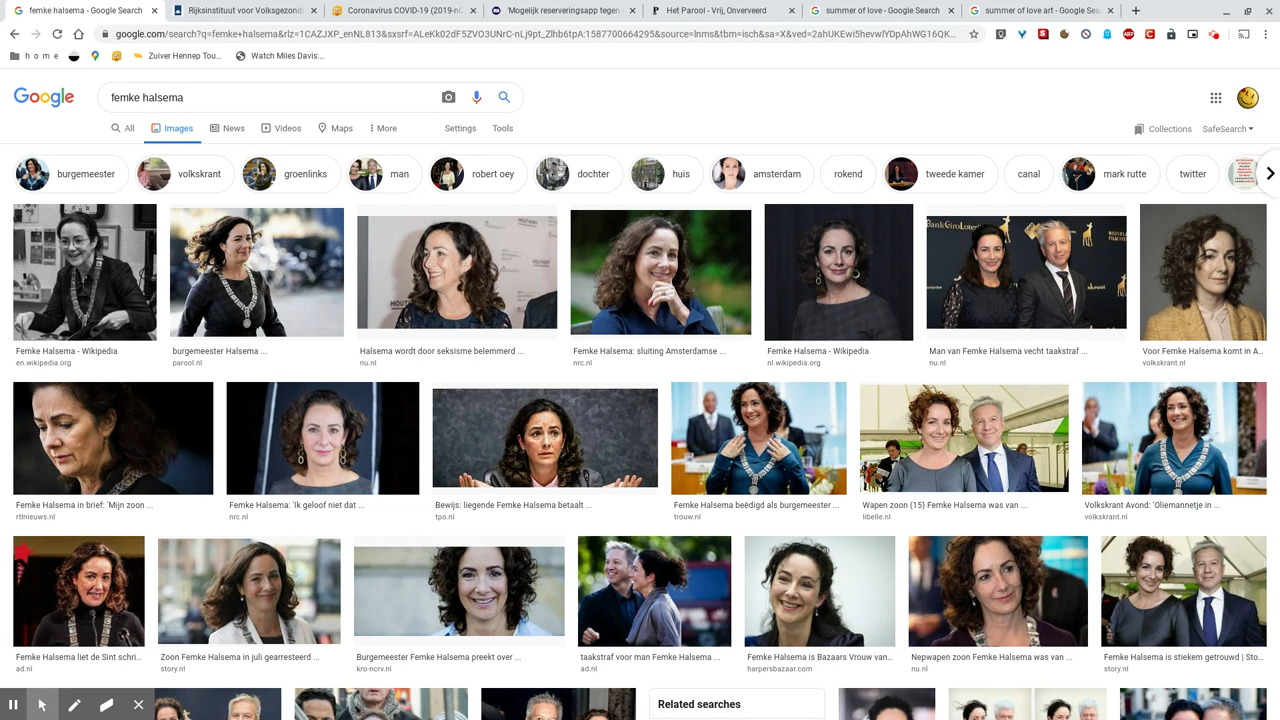 femke halsema - Google Search
Rijksinstituut voor Volksgezondh
Coronavirus COVID-19 (2019-nC
'Mogelijk reserveringsapp tegen
Het Parool - Vrij, Onverveerd
summer of love - Google Search
summer of love art - Google Sea
google.com/search?q=femke+halsema&rlz=1CAZJXP_enNL813&sxsrf=ALeKk02dF5ZVO3UNrC-nLj9pt_Zlhb6tpA:1587700664295&source=lnms&tbm=isch&sa=X&ved=2ahUKEwi5hevwlYDpAhWG16QK...
h o m e
Zuiver Hennep Tou...
Watch Miles Davis:...
Google
femke halsema
All
Images
News
Videos
Maps
More
Settings
Tools
Collections
SafeSearch
burgemeester
volkskrant
groenlinks
man
robert oey
dochter
huis
amsterdam
rokend
tweede kamer
canal
mark rutte
twitter
Femke Halsema - Wikipedia
en.wikipedia.org
burgemeester Halsema ...
parool.nl
Halsema wordt door seksisme belemmerd ...
nu.nl
Femke Halsema: sluiting Amsterdamse ...
nrc.nl
Femke Halsema - Wikipedia
nl.wikipedia.org
Man van Femke Halsema vecht taakstraf ...
nu.nl
Voor Femke Halsema komt in A...
volkskrant.nl
Femke Halsema in brief: 'Mijn zoon ...
rtlnieuws.nl
Femke Halsema: 'Ik geloof niet dat ...
nrc.nl
Bewijs: liegende Femke Halsema betaalt ...
tpo.nl
Femke Halsema beëdigd als burgemeester ...
trouw.nl
Wapen zoon (15) Femke Halsema was van ...
libelle.nl
Volkskrant Avond: 'Oliemannetje in ...
volkskrant.nl
Femke Halsema liet de Sint schri...
ad.nl
Zoon Femke Halsema in juli gearresteerd ...
story.nl
Burgemeester Femke Halsema preekt over ...
kro-ncrv.nl
taakstraf voor man Femke Halsema ...
ad.nl
Femke Halsema is Bazaars Vrouw van...
harpersbazaar.com
Nepwapen zoon Femke Halsema was van ...
nu.nl
Femke Halsema is stiekem getrouwd | Sto...
story.nl
Related searches